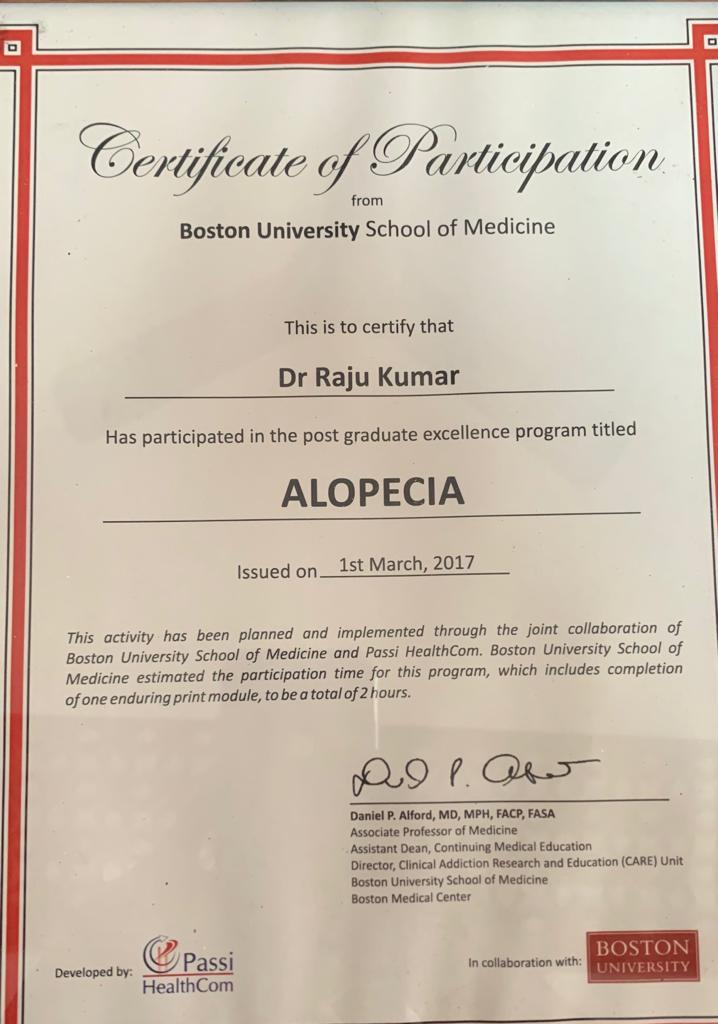 Certificate of Participation
from
Boston University School of Medicine
This is to certify that
Dr Raju Kumar
Has participated in the post graduate excellence program titled
ALOPECIA
Issued on 1st March, 2017
This activity has been planned and implemented through the joint collaboration of
Boston University School of Medicine and Passi HealthCom. Boston University School of
Medicine estimated the participation time for this program, which includes completion
of one enduring print module, to be a total of 2 hours.
Daniel P. Alford, MD, MPH, FACP, FASA
Associate Professor of Medicine
Assistant Dean, Continuing Medical Education
Director, Clinical Addiction Research and Education (CARE) Unit
Boston University School of Medicine
Boston Medical Center
Developed by: Passi
HealthCom
In collaboration with: BOSTON
UNIVERSITY